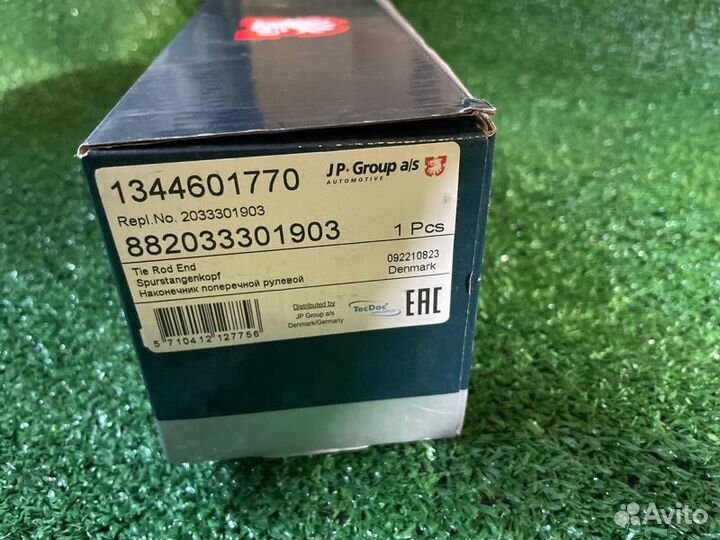 1344601770
JP·Group a/s
AUTOMOTIVE
Repl.No. 2033301903
882033301903
1 Pcs
Tie Rod End
Spurstangenkopf
Наконечник поперечной рулевой
092210823
Denmark
Distributed by
JP Group a/s
Denmark/Germany
TecDoc
EAC
5 710412 127756
Avito